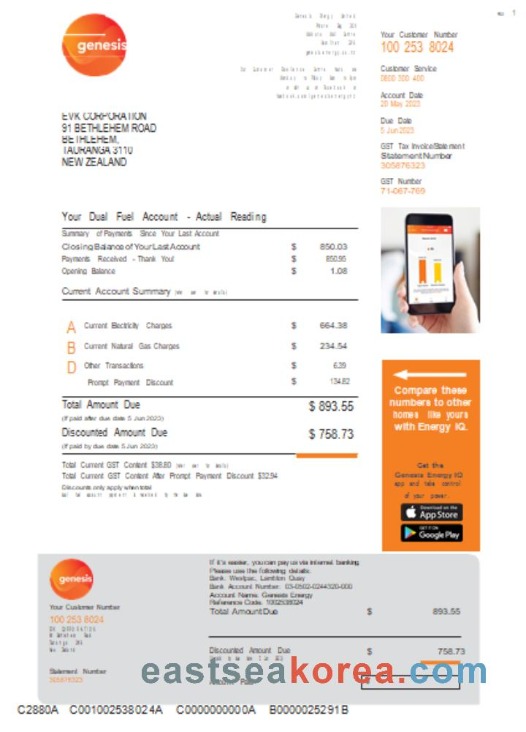 genesis
Your Customer Number
100 253 8024
Customer Service
0800 300 400
Account Date
20 May 2023
Due Date
5 Jun 2023
GST Tax Invoice/Statement
Statement Number
305876323
GST Number
71-067-769
EVK CORPORATION
91 BETHLEHEM ROAD
BETHLEHEM,
TAURANGA 3110
NEW ZEALAND
Your Dual Fuel Account - Actual Reading
Summary of Payments Since Your Last Account
Closing Balance of Your Last Account $ 850.03
Payments Received - Thank You! $ 850.95
Opening Balance $ 1.08
Current Account Summary
A Current Electricity Charges $ 664.38
B Current Natural Gas Charges $ 234.54
D Other Transactions $ 6.39
Prompt Payment Discount $ 134.82
Total Amount Due $ 893.55
(if paid after due date 5 Jun 2023)
Discounted Amount Due $ 758.73
(if paid by due date 5 Jun 2023)
Total Current GST Content $38.80
Total Current GST Content After Prompt Payment Discount $32.94
Discounts only apply when total
Compare these
numbers to other
homes like yours
with Energy IQ.
Get the
Genesis Energy IQ
app and take control
of your power.
Download on the
App Store
GET IT ON
Google Play
genesis
Your Customer Number
100 253 8024
Statement Number
305876323
If it's easier, you can pay us via internet banking.
Please use the following details:
Bank: Westpac, Lambton Quay
Bank Account Number: 03-0502-0244320-000
Account Name: Genesis Energy
Reference Code: 1002538024
Total Amount Due $ 893.55
Discounted Amount Due $ 758.73
eastseakorea.com
C2880A C001002538024A C0000000000A B0000025291B